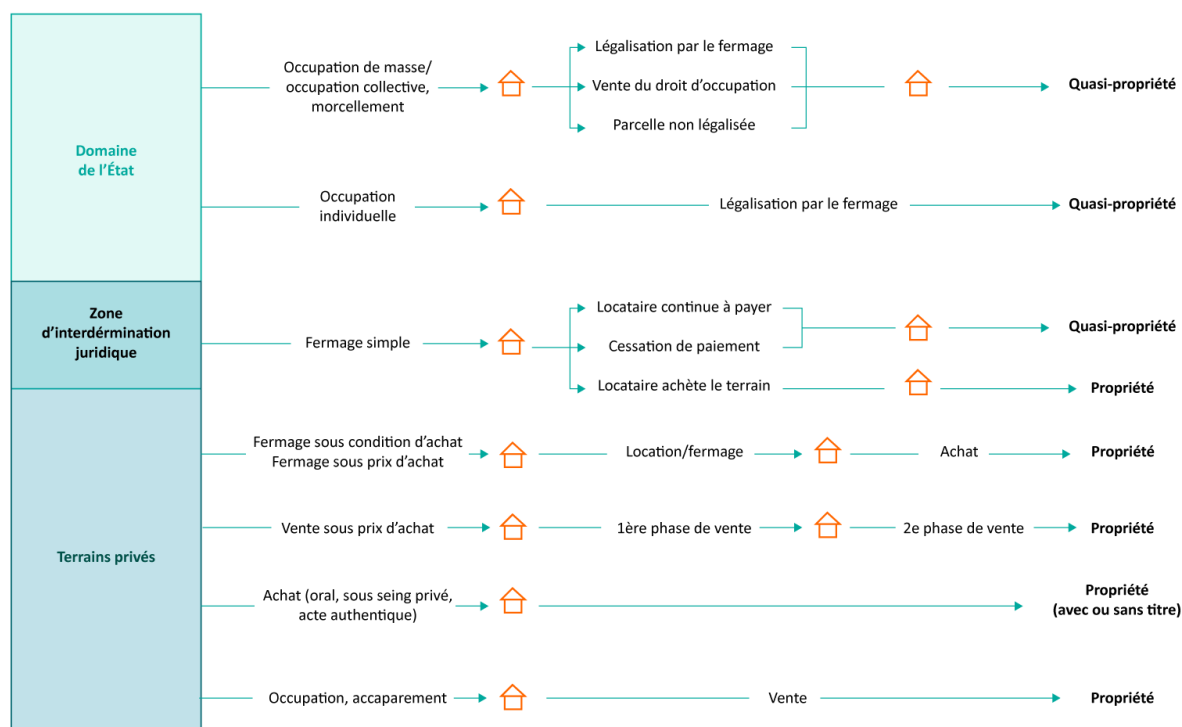 Domaine
de l'État
Occupation de masse/
occupation collective,
morcellement
Légalisation par le fermage
Vente du droit d'occupation
Parcelle non légalisée
Quasi-propriété
Occupation
individuelle
Légalisation par le fermage
Quasi-propriété
Zone
d'interdérmination
juridique
Fermage simple
Locataire continue à payer
Cessation de paiement
Locataire achète le terrain
Quasi-propriété
Propriété
Terrains privés
Fermage sous condition d'achat
Fermage sous prix d'achat
Location/fermage
Achat
Propriété
Vente sous prix d'achat
1ère phase de vente
2e phase de vente
Propriété
Achat (oral, sous seing privé,
acte authentique)
Propriété
(avec ou sans titre)
Occupation, accaparement
Vente
Propriété